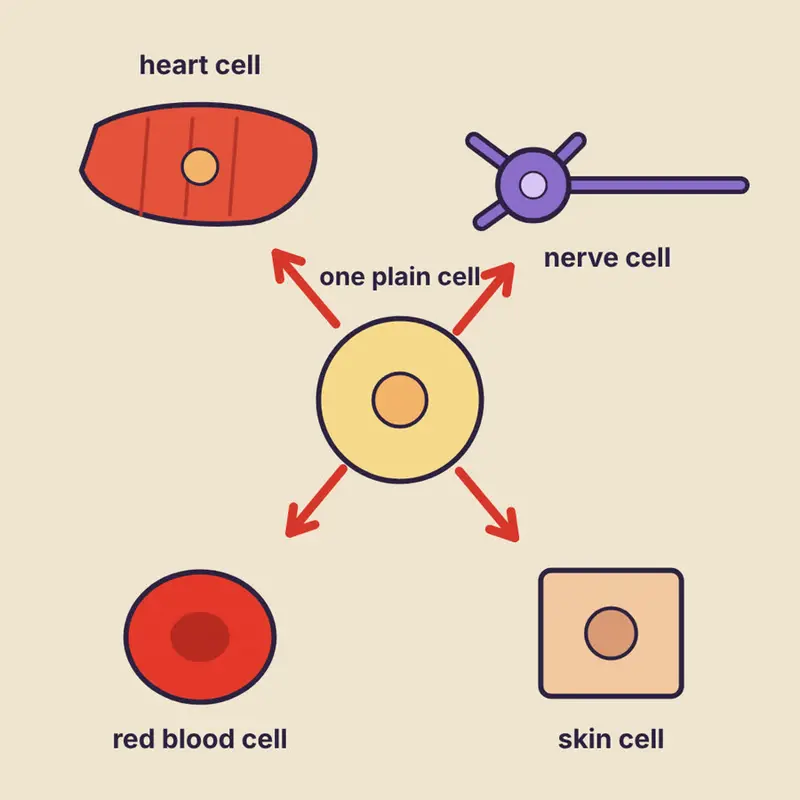 heart cell
nerve cell
one plain cell
red blood cell
skin cell